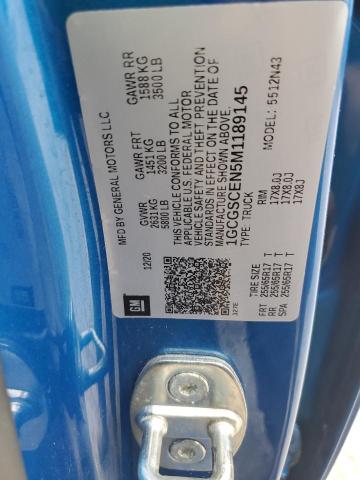 MFD BY GENERAL MOTORS LLC
12/20
GVWR
2631 KG
5800 LB
GAWR FRT
1451 KG
3200 LB
GAWR RR
1588 KG
3500 LB
THIS VEHICLE CONFORMS TO ALL
APPLICABLE U.S. FEDERAL MOTOR
VEHICLE SAFETY AND THEFT PREVENTION
STANDARDS IN EFFECT ON THE DATE OF
MANUFACTURE SHOWN ABOVE.
1GCGSCEN5M1189145
TYPE: TRUCK
MODEL: 5512N43
GM
327E
TIRE SIZE
RIM
FRT 255/65R17 T 17X8.0J
RR 255/65R17 T 17X8.0J
SPA 255/65R17 T 17X8J